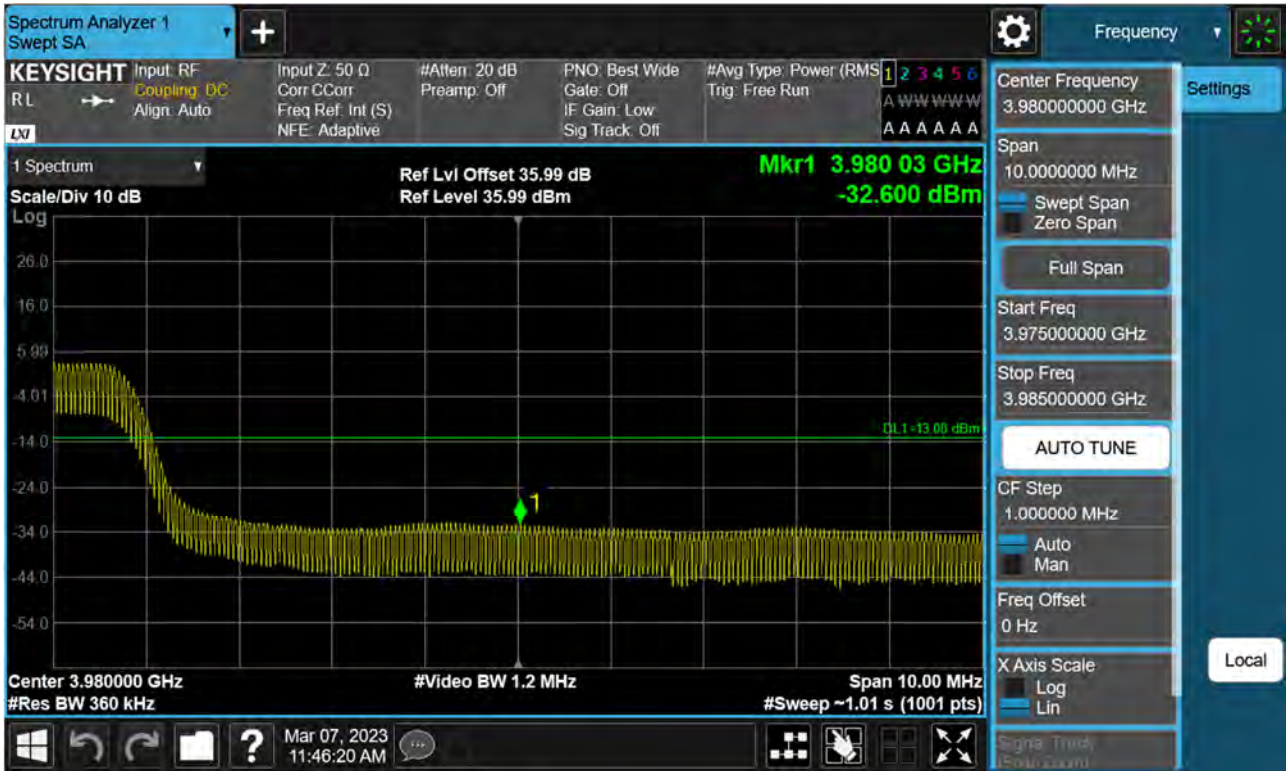 Spectrum Analyzer 1
Swept SA
+
Frequency
KEYSIGHT
RL
LXI
Input: RF
Coupling: DC
Align: Auto
Input Z: 50 Ω
Corr CCorr
Freq Ref: Int (S)
NFE: Adaptive
#Atten: 20 dB
Preamp: Off
PNO: Best Wide
Gate: Off
IF Gain: Low
Sig Track: Off
#Avg Type: Power (RMS
Trig: Free Run
1 2 3 4 5 6
A W W W W W
A A A A A A
1 Spectrum
Scale/Div 10 dB
Log
Ref Lvl Offset 35.99 dB
Ref Level 35.99 dBm
Mkr1 3.980 03 GHz
-32.600 dBm
26.0
16.0
5.99
-4.01
-14.0
-24.0
-34.0
-44.0
-54.0
DL1 -13.00 dBm
1
Center 3.980000 GHz
#Res BW 360 kHz
#Video BW 1.2 MHz
Span 10.00 MHz
#Sweep ~1.01 s (1001 pts)
Center Frequency
3.980000000 GHz
Settings
Span
10.0000000 MHz
Swept Span
Zero Span
Full Span
Start Freq
3.975000000 GHz
Stop Freq
3.985000000 GHz
AUTO TUNE
CF Step
1.000000 MHz
Auto
Man
Freq Offset
0 Hz
X Axis Scale
Log
Lin
Local
Signal Track
(Span Zoom)
?
Mar 07, 2023
11:46:20 AM